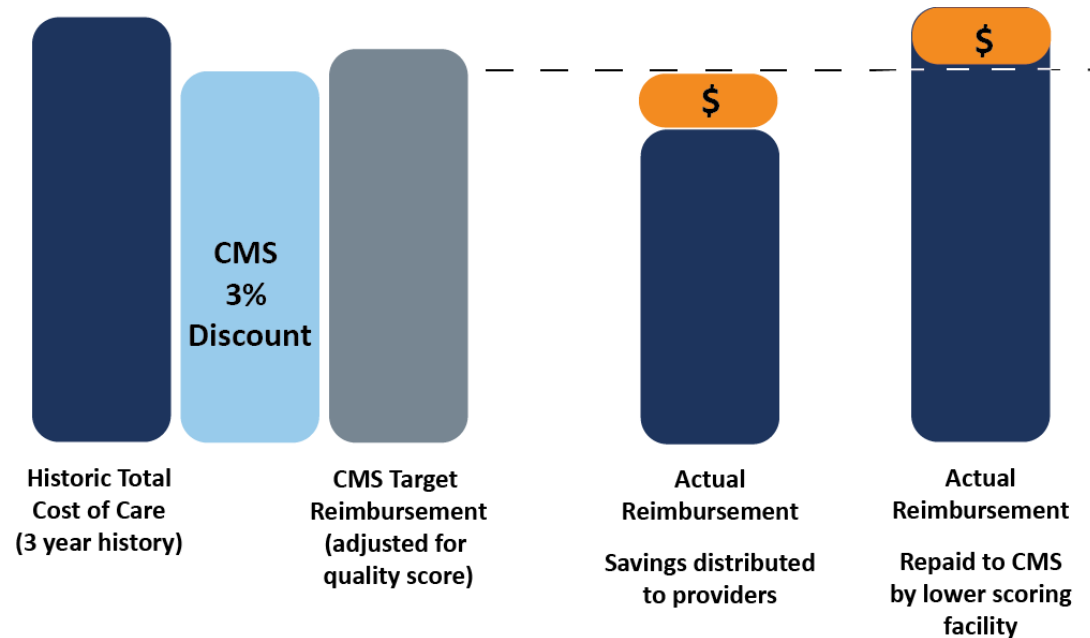 CMS
3%
Discount
$
$
Historic Total
Cost of Care
(3 year history)
CMS Target
Reimbursement
(adjusted for
quality score)
Actual
Reimbursement
Savings distributed
to providers
Actual
Reimbursement
Repaid to CMS
by lower scoring
facility